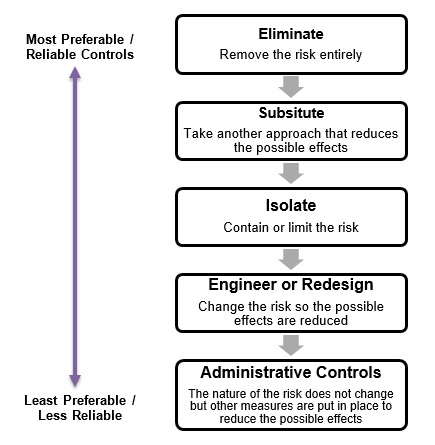 Most Preferable /
Reliable Controls
Eliminate
Remove the risk entirely
Subsitute
Take another approach that reduces
the possible effects
Isolate
Contain or limit the risk
Engineer or Redesign
Change the risk so the possible
effects are reduced
Least Preferable /
Less Reliable
Administrative Controls
The nature of the risk does not change
but other measures are put in place to
reduce the possible effects